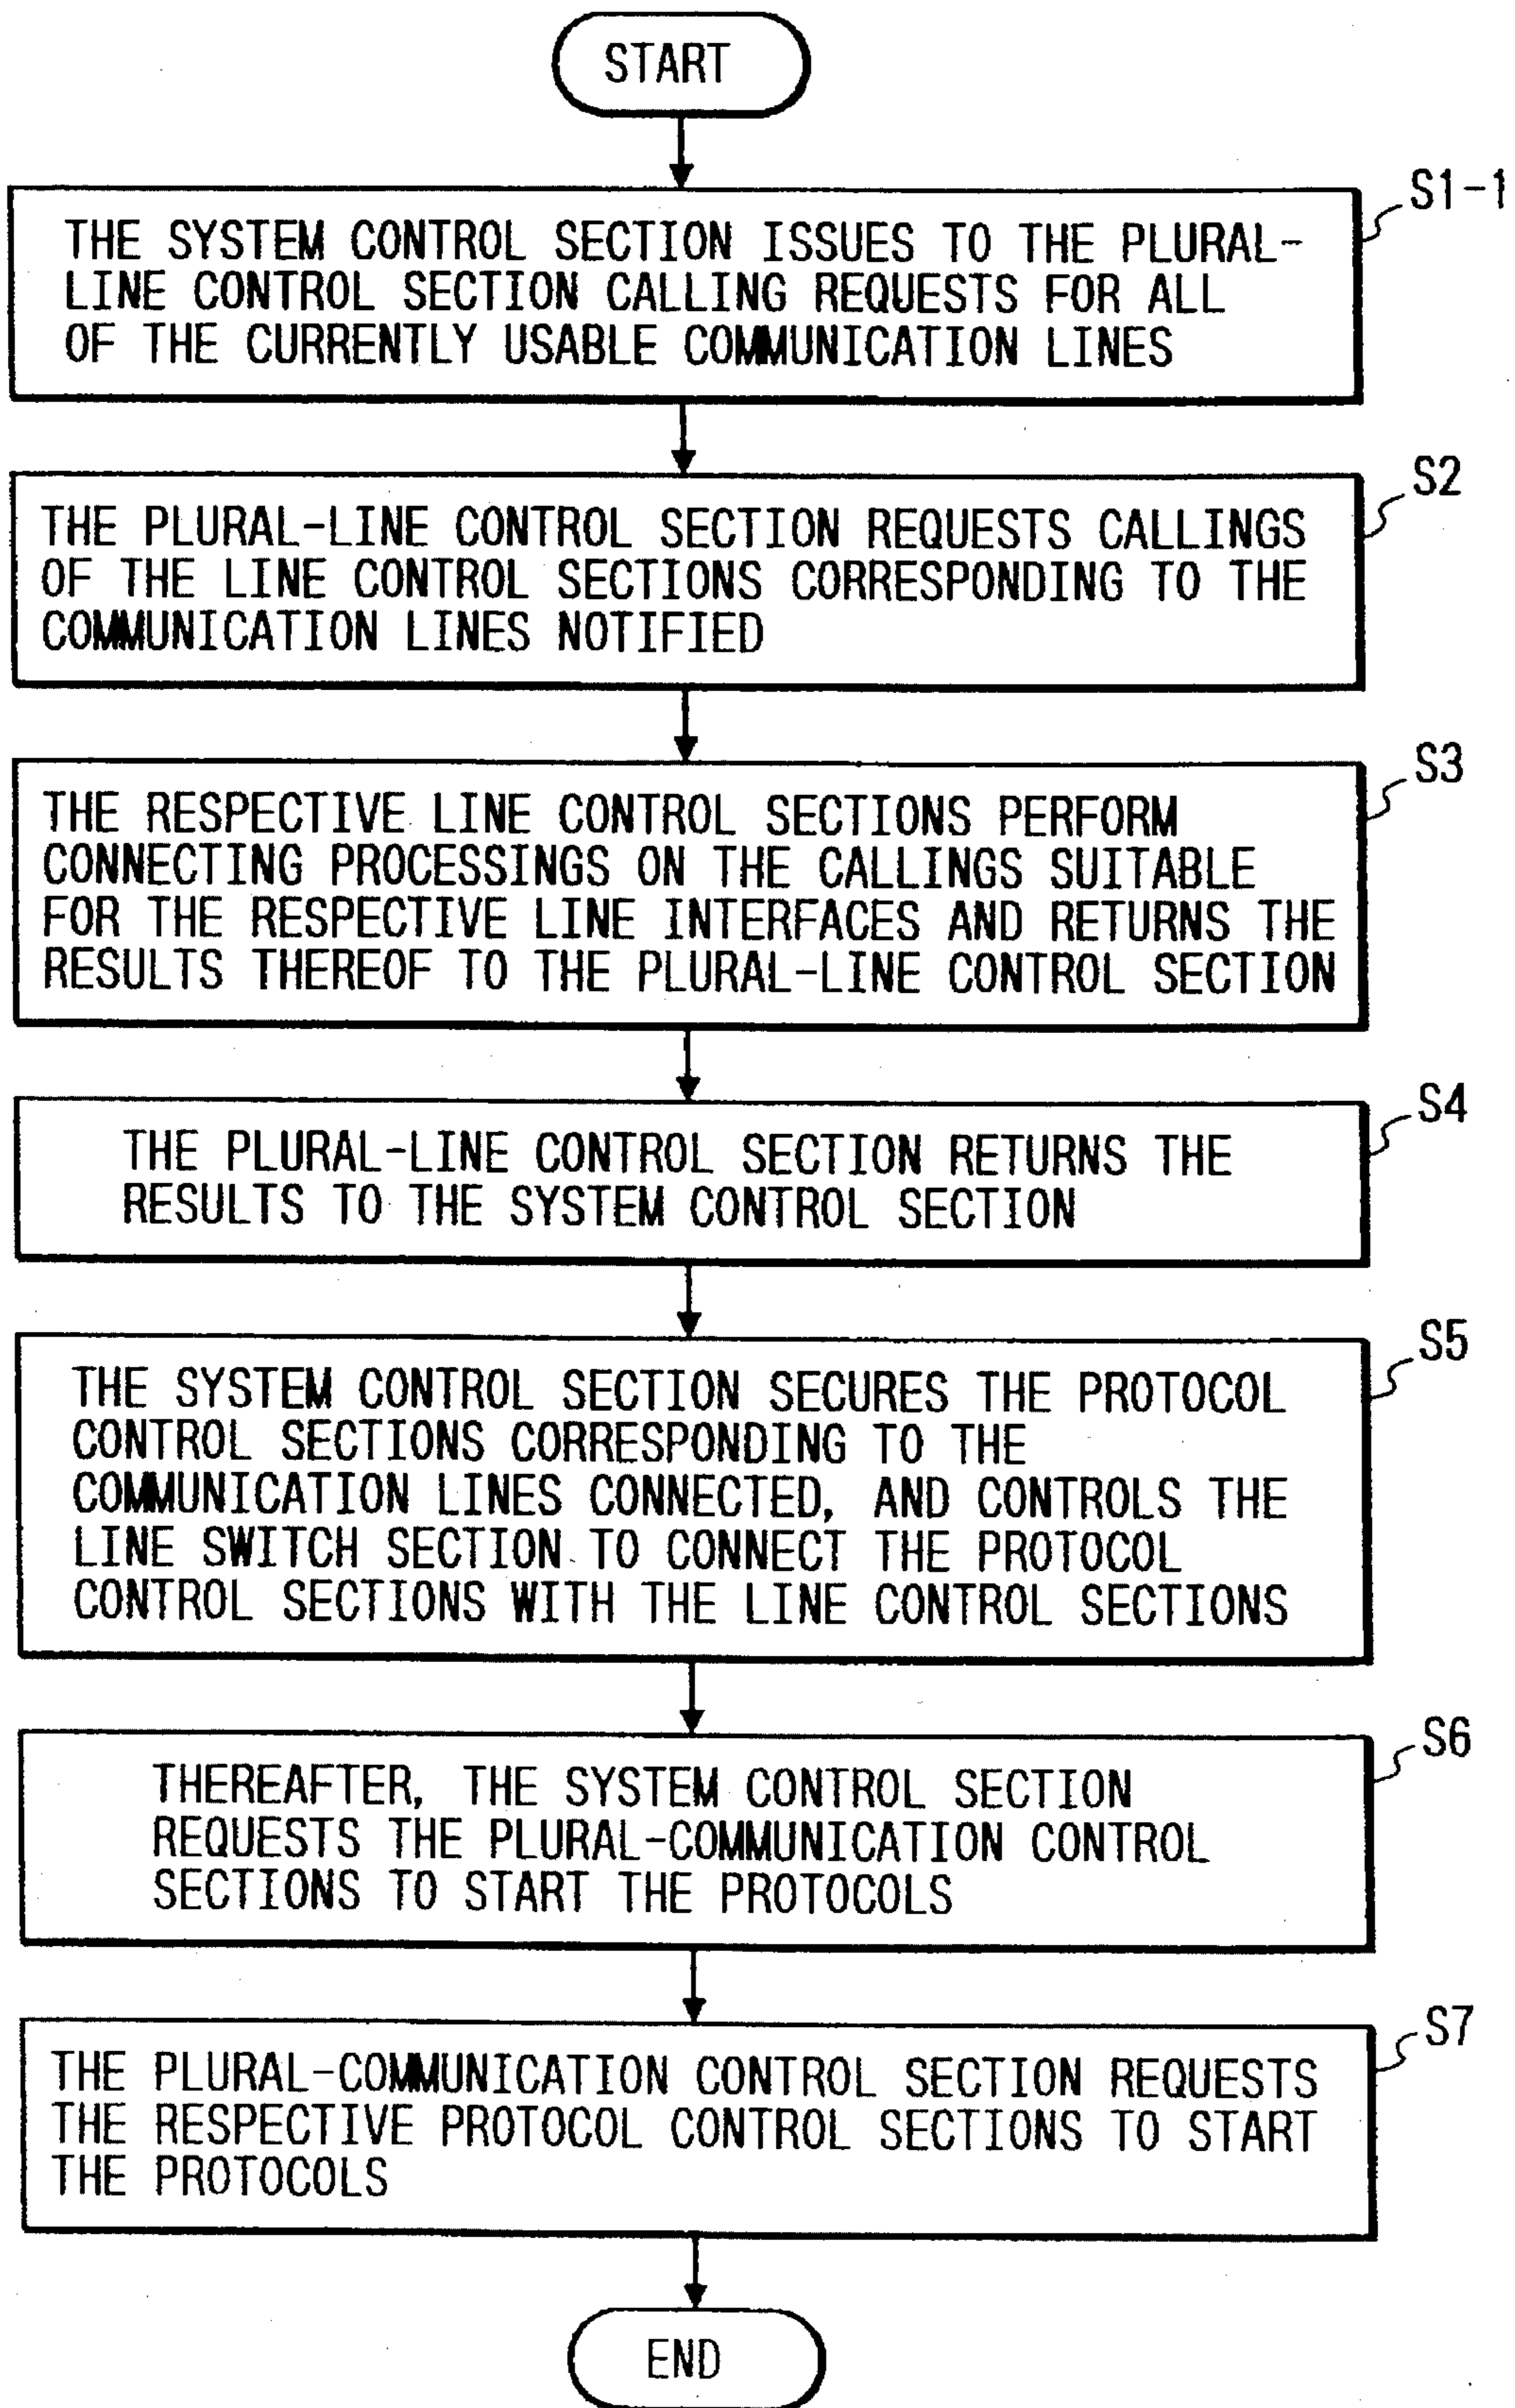 START
S1-1
THE SYSTEM CONTROL SECTION ISSUES TO THE PLURAL-
LINE CONTROL SECTION CALLING REQUESTS FOR ALL
OF THE CURRENTLY USABLE COMMUNICATION LINES
S2
THE PLURAL-LINE CONTROL SECTION REQUESTS CALLINGS
OF THE LINE CONTROL SECTIONS CORRESPONDING TO THE
COMMUNICATION LINES NOTIFIED
S3
THE RESPECTIVE LINE CONTROL SECTIONS PERFORM
CONNECTING PROCESSINGS ON THE CALLINGS SUITABLE
FOR THE RESPECTIVE LINE INTERFACES AND RETURNS THE
RESULTS THEREOF TO THE PLURAL-LINE CONTROL SECTION
S4
THE PLURAL-LINE CONTROL SECTION RETURNS THE
RESULTS TO THE SYSTEM CONTROL SECTION
S5
THE SYSTEM CONTROL SECTION SECURES THE PROTOCOL
CONTROL SECTIONS CORRESPONDING TO THE
COMMUNICATION LINES CONNECTED, AND CONTROLS THE
LINE SWITCH SECTION TO CONNECT THE PROTOCOL
CONTROL SECTIONS WITH THE LINE CONTROL SECTIONS
S6
THEREAFTER, THE SYSTEM CONTROL SECTION
REQUESTS THE PLURAL-COMMUNICATION CONTROL
SECTIONS TO START THE PROTOCOLS
S7
THE PLURAL-COMMUNICATION CONTROL SECTION REQUESTS
THE RESPECTIVE PROTOCOL CONTROL SECTIONS TO START
THE PROTOCOLS
END